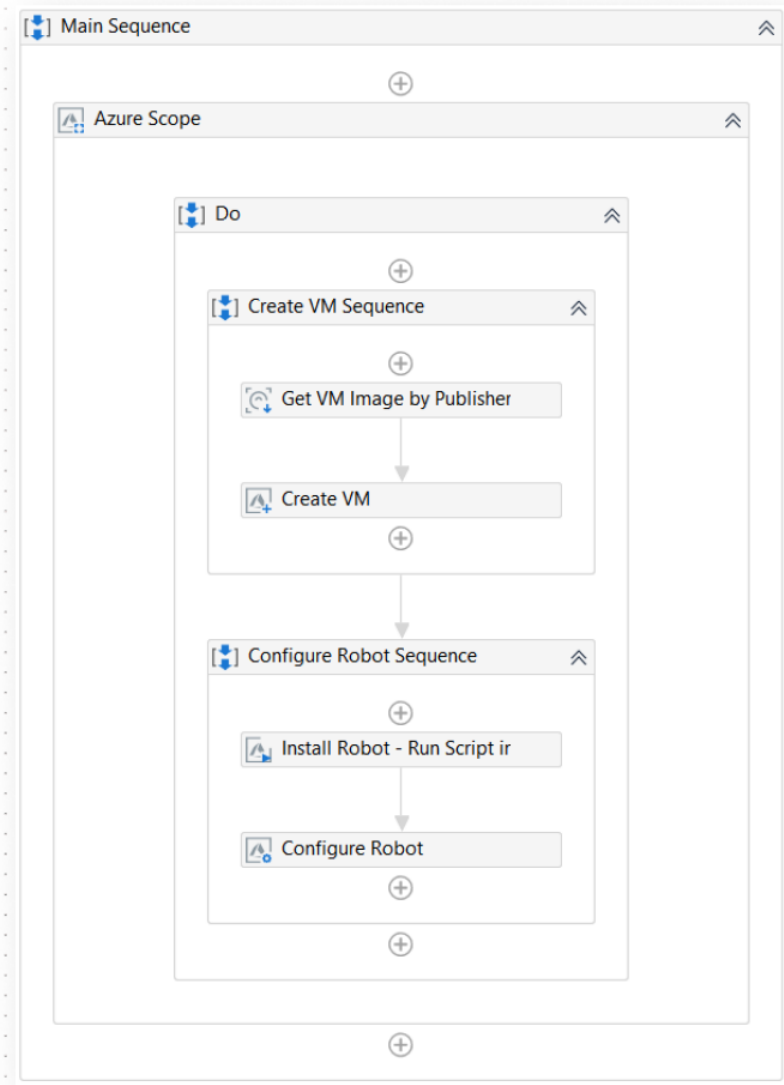 Main Sequence
Azure Scope
Do
Create VM Sequence
Get VM Image by Publisher
Create VM
Configure Robot Sequence
Install Robot - Run Script ir
Configure Robot